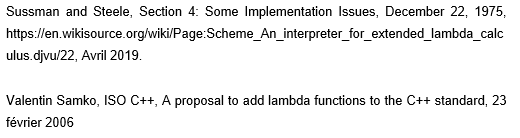 Sussman and Steele, Section 4: Some Implementation Issues, December 22, 1975,
https://en.wikisource.org/wiki/Page:Scheme_An_interpreter_for_extended_lambda_calc
ulus.djvu/22, Avril 2019.
Valentin Samko, ISO C++, A proposal to add lambda functions to the C++ standard, 23
février 2006